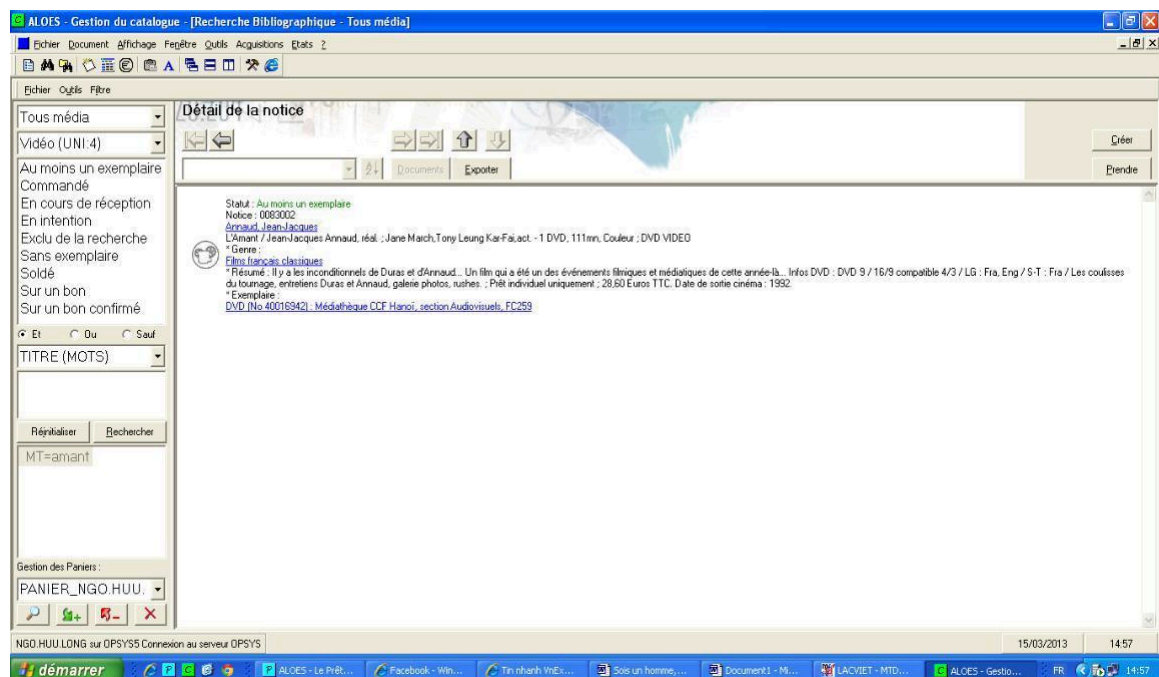 ALOES - Gestion du catalogue - [Recherche Bibliographique - Tous média]
Fichier Document Affichage Fenêtre Outils Acquisitions Etats ?
Fichier Outils Filtre
Tous média
Vidéo (UNI:4)
Au moins un exemplaire
Commandé
En cours de réception
En intention
Exclu de la recherche
Sans exemplaire
Soldé
Sur un bon
Sur un bon confirmé
Et Ou Sauf
TITRE (MOTS)
Réinitialiser Rechercher
MT=amant
Gestion des Paniers :
PANIER_NGO.HUU.
Détail de la notice
Documents Exporter
Créer
Prendre
Statut : Au moins un exemplaire
Notice : 0083002
Annaud, Jean-Jacques
L'Amant / Jean-Jacques Annaud, réal. ; Jane March,Tony Leung Kar-Fai,act. - 1 DVD, 111mn, Couleur ; DVD VIDEO
* Genre :
Films français classiques
* Résumé : Il y a les inconditionnels de Duras et d'Annaud... Un film qui a été un des événements filmiques et médiatiques de cette année-là... Infos DVD : DVD 9 / 16/9 compatible 4/3 / LG : Fra, Eng / S-T : Fra / Les coulisses
du tournage, entretiens Duras et Annaud, galerie photos, rushes. ; Prêt individuel uniquement ; 28,60 Euros TTC. Date de sortie cinéma : 1992.
* Exemplaire :
DVD (No 40016942) : Médiathèque CCF Hanoï, section Audiovisuels, FC259
NGO.HUU.LONG sur OPSYS55 Connexion au serveur OPSYS 15/03/2013 14:57
démarrer ALOES - Le Prêt... Facebook - Win... Tin nhanh VnEx... Sois un homme,... Document1 - Mi... LACVIET - MTD... ALOES - Gestio... FR 14:57